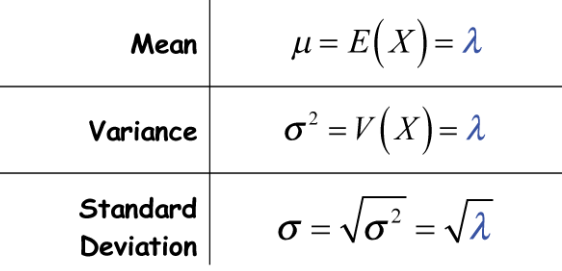 Mean μ = E(X) = λ
Variance σ² = V(X) = λ
Standard
Deviation σ = √σ² = √λ